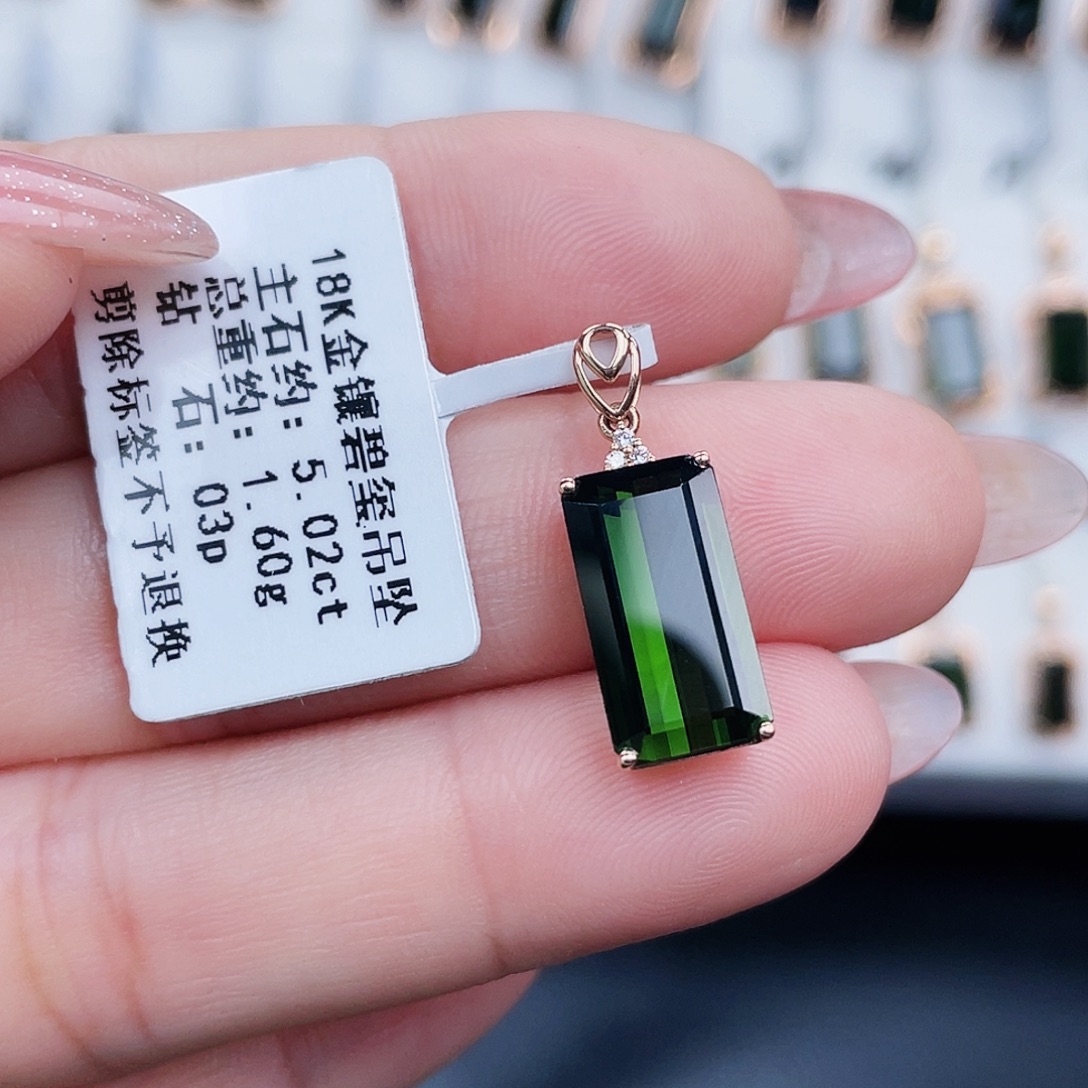 18K金镶碧玺吊坠
主石约: 5.02ct
总重约: 1.60g
钻 石: 03p
剪除标签不予退换